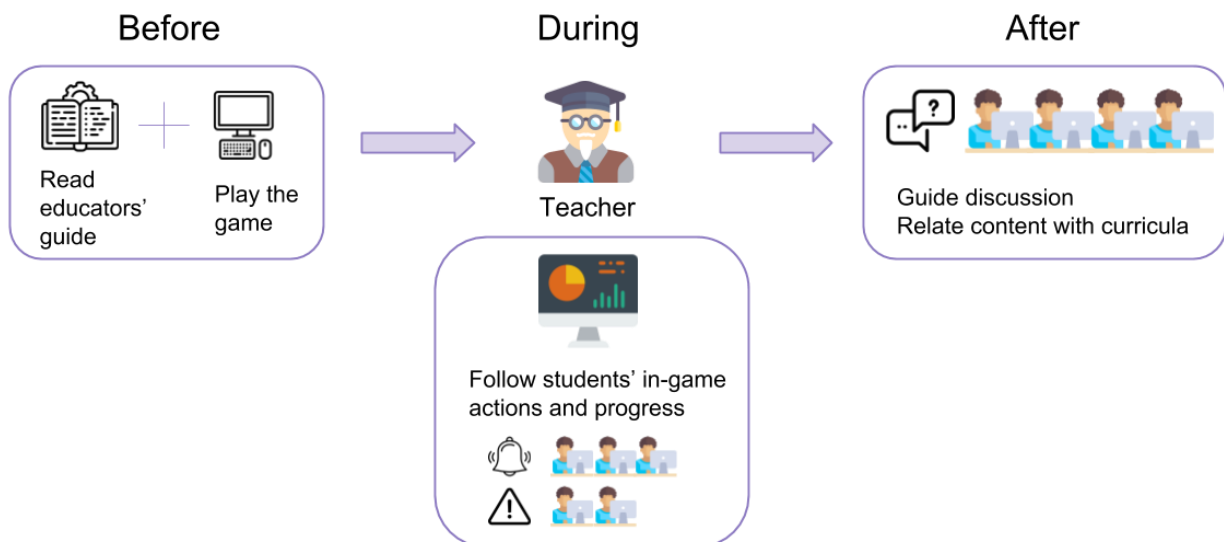 Before
During
After
Read
educators’
guide
Play the
game
Teacher
Follow students’ in-game
actions and progress
Guide discussion
Relate content with curricula